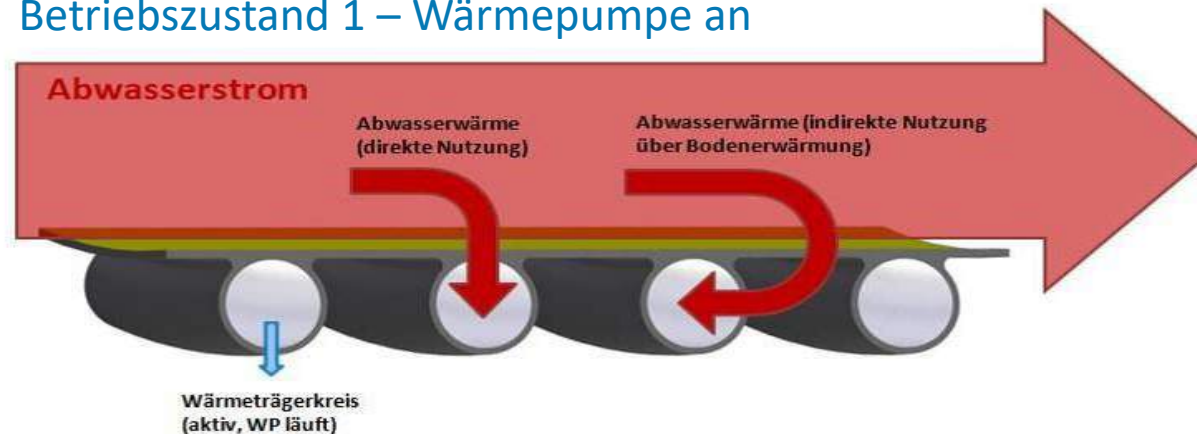 Betriebszustand 1 – Wärmepumpe an
Abwasserstrom
Abwasserwärme
(direkte Nutzung)
Abwasserwärme (indirekte Nutzung
über Bodenerwärmung)
Wärmeträgerkreis
(aktiv, WP läuft)